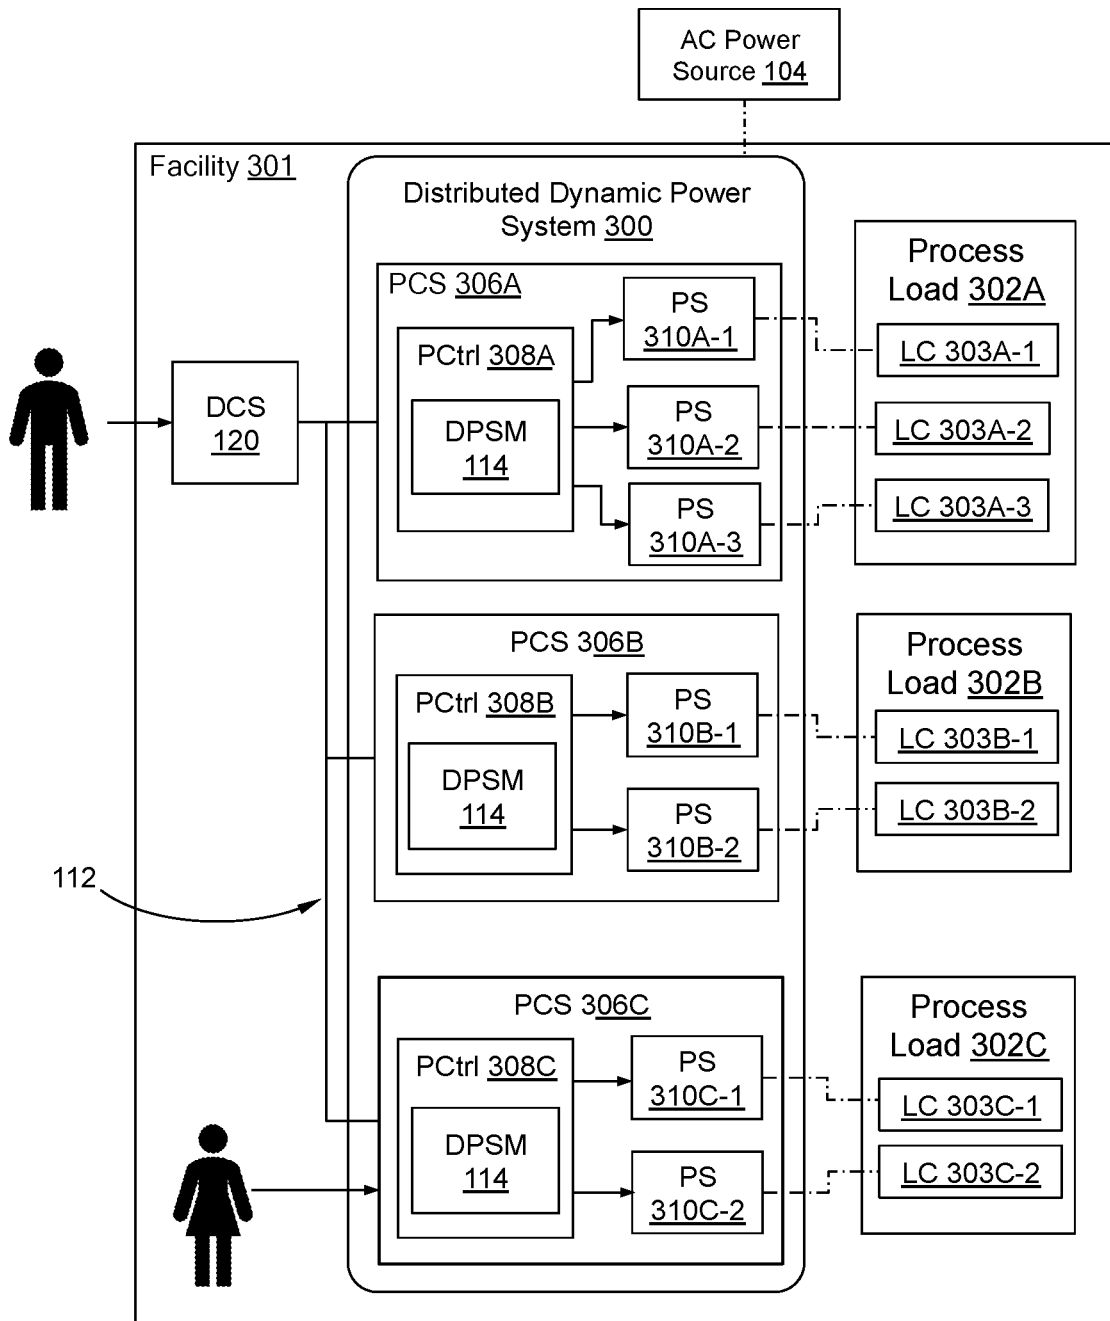 AC Power
Source 104
Facility 301
Distributed Dynamic Power
System 300
PCS 306A
PCtrl 308A
DPSM
114
PS
310A-1
PS
310A-2
PS
310A-3
Process
Load 302A
LC 303A-1
LC 303A-2
LC 303A-3
DCS
120
PCS 306B
PCtrl 308B
DPSM
114
PS
310B-1
PS
310B-2
Process
Load 302B
LC 303B-1
LC 303B-2
112
PCS 306C
PCtrl 308C
DPSM
114
PS
310C-1
PS
310C-2
Process
Load 302C
LC 303C-1
LC 303C-2